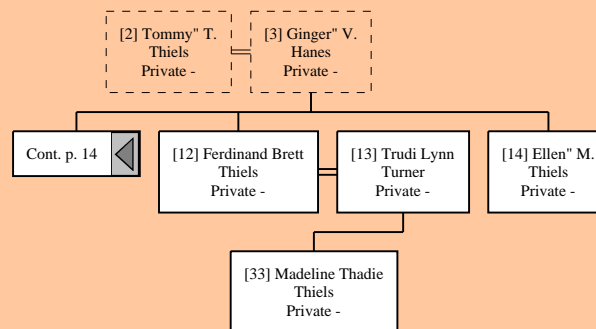 [2] Tommy" T.
Thiels
Private -
[3] Ginger" V.
Hanes
Private -
Cont. p. 14
[12] Ferdinand Brett
Thiels
Private -
[13] Trudi Lynn
Turner
Private -
[14] Ellen" M.
Thiels
Private -
[33] Madeline Thadie
Thiels
Private -